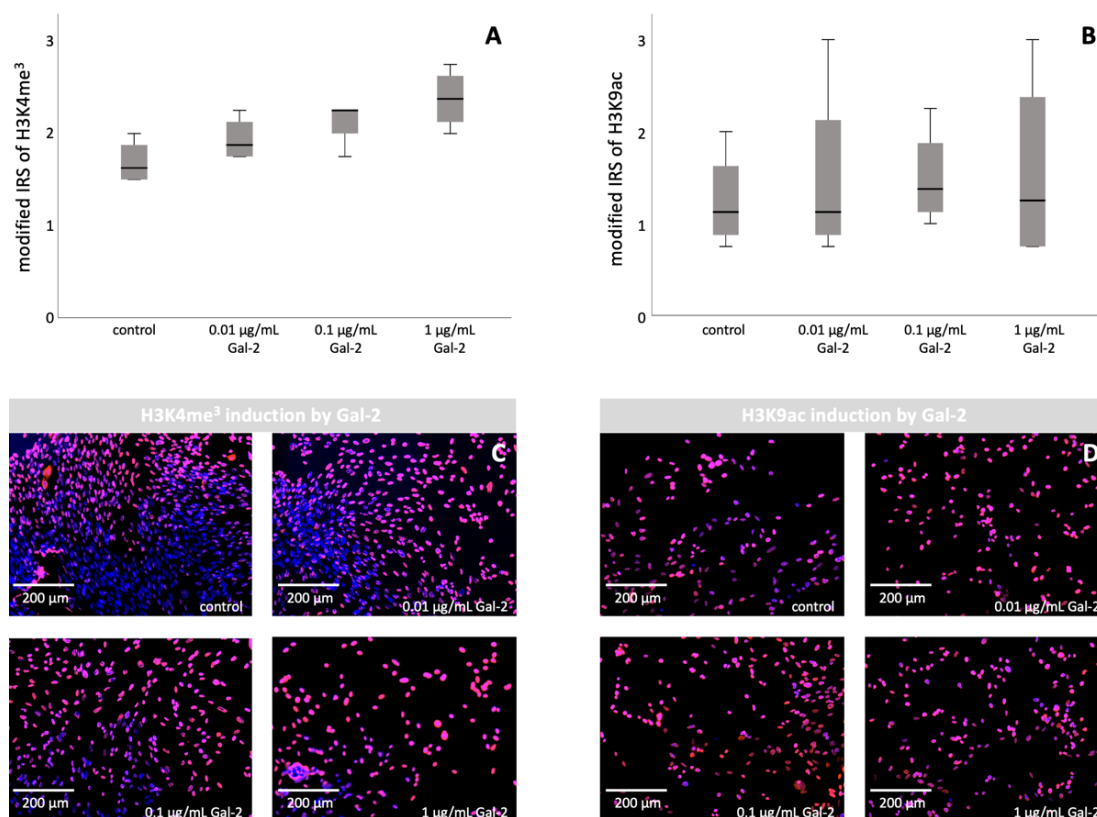 A
modified IRS of H3K4me³
3
2
1
0
control
0.01 µg/mL
Gal-2
0.1 µg/mL
Gal-2
1 µg/mL
Gal-2
B
modified IRS of H3K9ac
3
2
1
0
control
0.01 µg/mL
Gal-2
0.1 µg/mL
Gal-2
1 µg/mL
Gal-2
H3K4me³ induction by Gal-2
C
200 µm
control
200 µm
0.01 µg/mL Gal-2
200 µm
0.1 µg/mL Gal-2
200 µm
1 µg/mL Gal-2
H3K9ac induction by Gal-2
D
200 µm
control
200 µm
0.01 µg/mL Gal-2
200 µm
0.1 µg/mL Gal-2
200 µm
1 µg/mL Gal-2